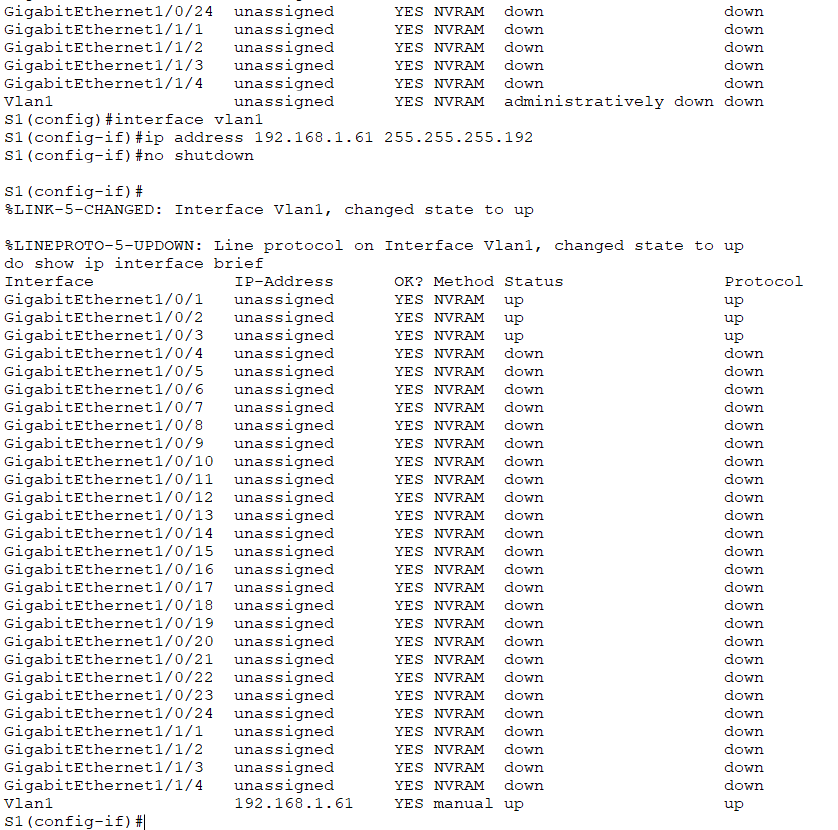 GigabitEthernet1/0/24 unassigned YES NVRAM down down
GigabitEthernet1/1/1 unassigned YES NVRAM down down
GigabitEthernet1/1/2 unassigned YES NVRAM down down
GigabitEthernet1/1/3 unassigned YES NVRAM down down
GigabitEthernet1/1/4 unassigned YES NVRAM down down
Vlan1 unassigned YES NVRAM administratively down down
S1(config)#interface vlan1
S1(config-if)#ip address 192.168.1.61 255.255.255.192
S1(config-if)#no shutdown
S1(config-if)#
%LINK-5-CHANGED: Interface Vlan1, changed state to up
%LINEPROTO-5-UPDOWN: Line protocol on Interface Vlan1, changed state to up
do show ip interface brief
Interface IP-Address OK? Method Status Protocol
GigabitEthernet1/0/1 unassigned YES NVRAM up up
GigabitEthernet1/0/2 unassigned YES NVRAM up up
GigabitEthernet1/0/3 unassigned YES NVRAM up up
GigabitEthernet1/0/4 unassigned YES NVRAM down down
GigabitEthernet1/0/5 unassigned YES NVRAM down down
GigabitEthernet1/0/6 unassigned YES NVRAM down down
GigabitEthernet1/0/7 unassigned YES NVRAM down down
GigabitEthernet1/0/8 unassigned YES NVRAM down down
GigabitEthernet1/0/9 unassigned YES NVRAM down down
GigabitEthernet1/0/10 unassigned YES NVRAM down down
GigabitEthernet1/0/11 unassigned YES NVRAM down down
GigabitEthernet1/0/12 unassigned YES NVRAM down down
GigabitEthernet1/0/13 unassigned YES NVRAM down down
GigabitEthernet1/0/14 unassigned YES NVRAM down down
GigabitEthernet1/0/15 unassigned YES NVRAM down down
GigabitEthernet1/0/16 unassigned YES NVRAM down down
GigabitEthernet1/0/17 unassigned YES NVRAM down down
GigabitEthernet1/0/18 unassigned YES NVRAM down down
GigabitEthernet1/0/19 unassigned YES NVRAM down down
GigabitEthernet1/0/20 unassigned YES NVRAM down down
GigabitEthernet1/0/21 unassigned YES NVRAM down down
GigabitEthernet1/0/22 unassigned YES NVRAM down down
GigabitEthernet1/0/23 unassigned YES NVRAM down down
GigabitEthernet1/0/24 unassigned YES NVRAM down down
GigabitEthernet1/1/1 unassigned YES NVRAM down down
GigabitEthernet1/1/2 unassigned YES NVRAM down down
GigabitEthernet1/1/3 unassigned YES NVRAM down down
GigabitEthernet1/1/4 unassigned YES NVRAM down down
Vlan1 192.168.1.61 YES manual up up
S1(config-if)#